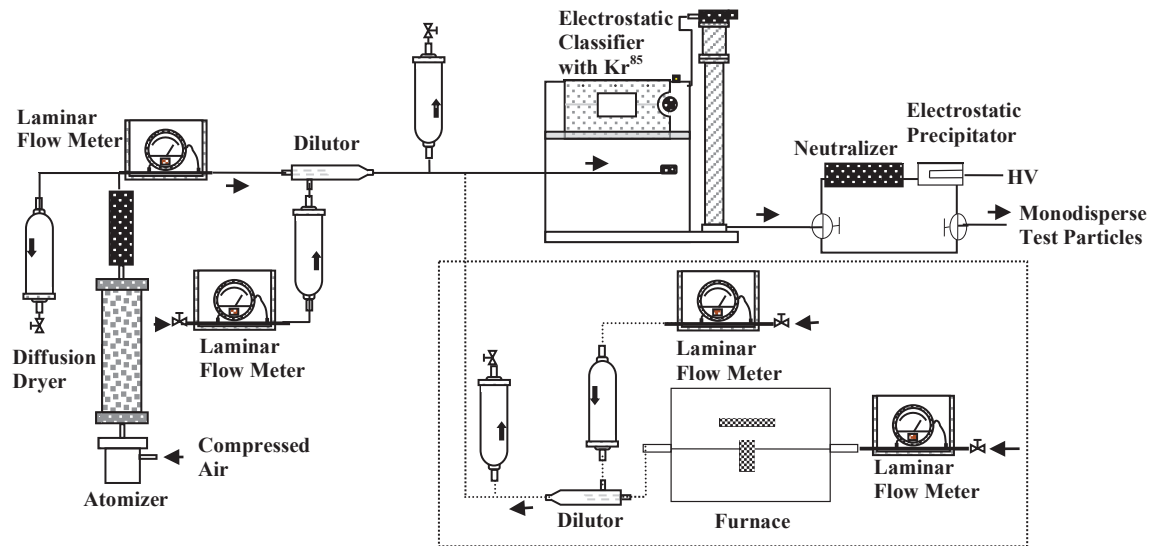 Electrostatic
Classifier
with Kr85
Laminar
Flow Meter
Dilutor
Electrostatic
Precipitator
Neutralizer
HV
Monodisperse
Test Particles
Diffusion
Dryer
Laminar
Flow Meter
Laminar
Flow Meter
Compressed
Air
Atomizer
Laminar
Flow Meter
Dilutor
Furnace